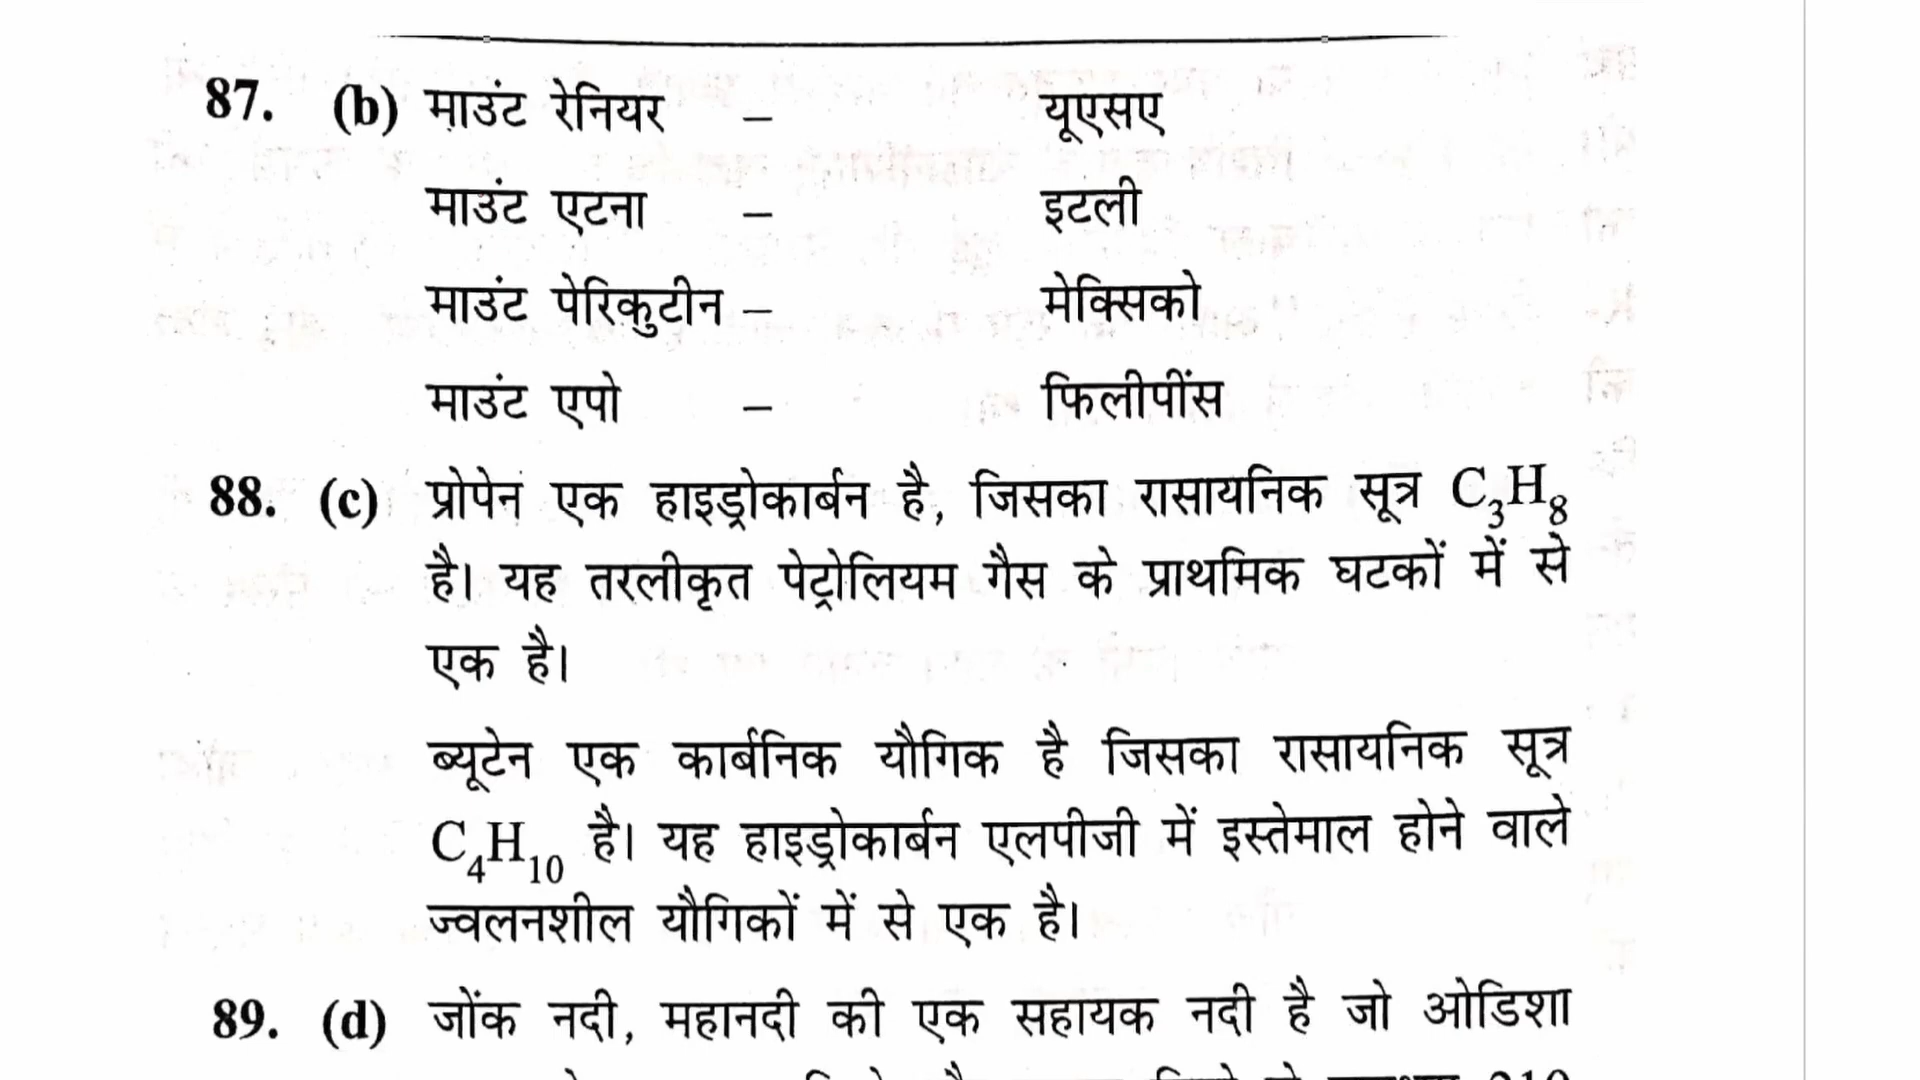 87. (b) माउंट रेनियर – यूएसए
माउंट एटना – इटली
माउंट पेरिकुटीन – मेक्सिको
माउंट एपो – फिलीपींस
88. (c) प्रोपेन एक हाइड्रोकार्बन है, जिसका रासायनिक सूत्र C₃H₈
है। यह तरलीकृत पेट्रोलियम गैस के प्राथमिक घटकों में से
एक है।
ब्यूटेन एक कार्बनिक यौगिक है जिसका रासायनिक सूत्र
C₄H₁₀ है। यह हाइड्रोकार्बन एलपीजी में इस्तेमाल होने वाले
ज्वलनशील यौगिकों में से एक है।
89. (d) जोंक नदी, महानदी की एक सहायक नदी है जो ओडिशा